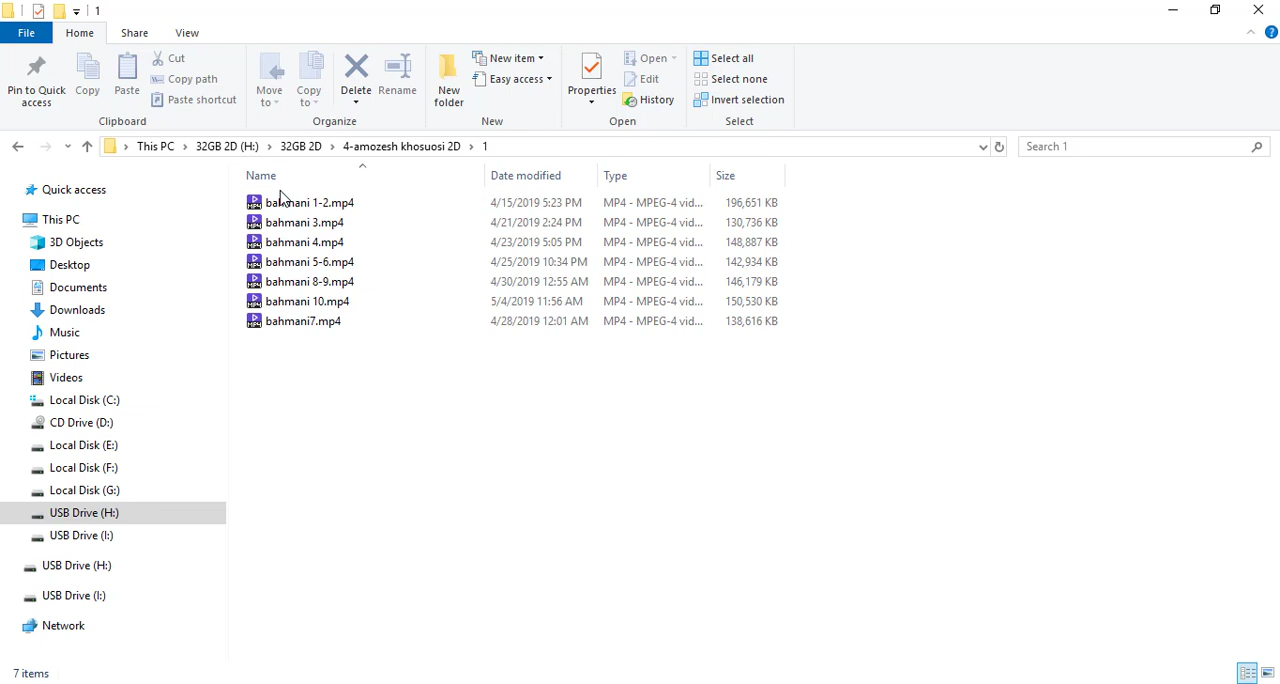 1
File Home Share View
Pin to Quick access
Copy
Paste
Cut
Copy path
Paste shortcut
Clipboard
Move to
Copy to
Delete
Rename
Organize
New folder
New item
Easy access
New
Properties
Open
Edit
History
Open
Select all
Select none
Invert selection
Select
This PC > 32GB 2D (H:) > 32GB 2D > 4-amozesh khosuosi 2D > 1
Search 1
Name Date modified Type Size
bahmani 1-2.mp4 4/15/2019 5:23 PM MP4 - MPEG-4 vid... 196,651 KB
bahmani 3.mp4 4/21/2019 2:24 PM MP4 - MPEG-4 vid... 130,736 KB
bahmani 4.mp4 4/23/2019 5:05 PM MP4 - MPEG-4 vid... 148,887 KB
bahmani 5-6.mp4 4/25/2019 10:34 PM MP4 - MPEG-4 vid... 142,934 KB
bahmani 8-9.mp4 4/30/2019 12:55 AM MP4 - MPEG-4 vid... 146,179 KB
bahmani 10.mp4 5/4/2019 11:56 AM MP4 - MPEG-4 vid... 150,530 KB
bahmani7.mp4 4/28/2019 12:01 AM MP4 - MPEG-4 vid... 138,616 KB
Quick access
This PC
3D Objects
Desktop
Documents
Downloads
Music
Pictures
Videos
Local Disk (C:)
CD Drive (D:)
Local Disk (E:)
Local Disk (F:)
Local Disk (G:)
USB Drive (H:)
USB Drive (I:)
USB Drive (H:)
USB Drive (I:)
Network
7 items